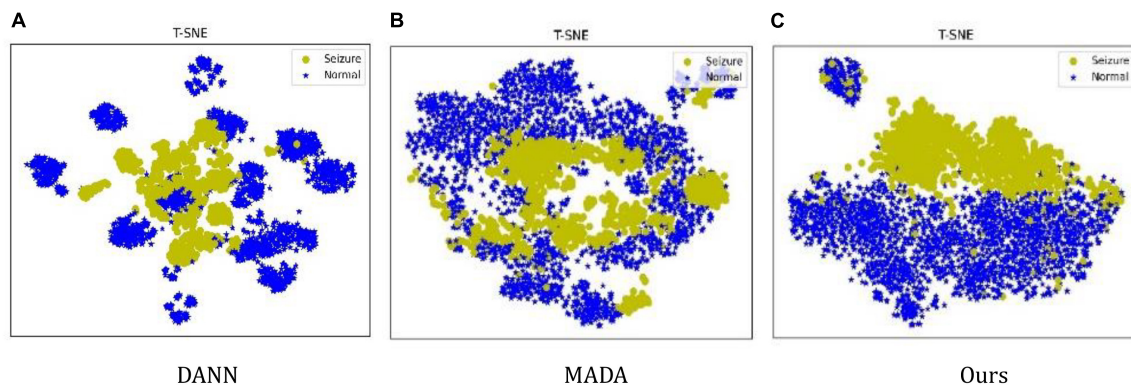 A
T-SNE
Seizure
Normal
DANN
B
T-SNE
Seizure
Normal
MADA
C
T-SNE
Seizure
Normal
Ours